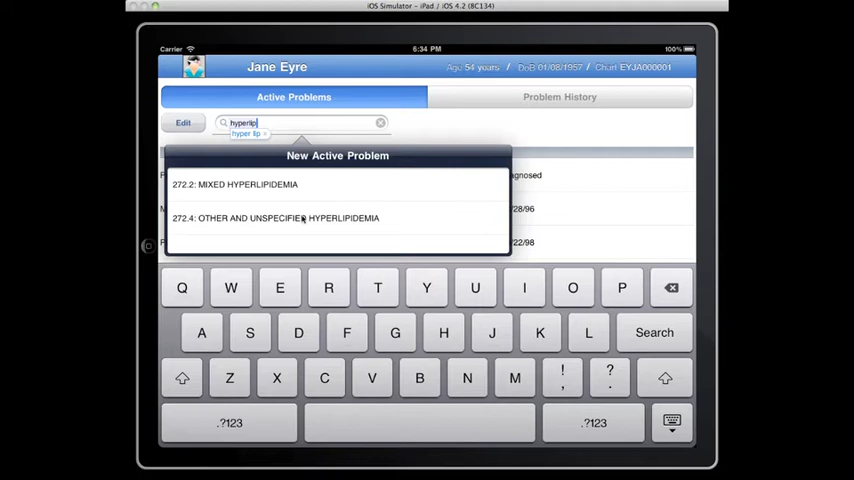 iOS Simulator - iPad / iOS 4.2 (8C134)
Carrier 6:34 PM 100%
Jane Eyre Age 54 years / DoB 01/08/1957 / Chart EYJA000001
Active Problems Problem History
Edit hyperlip
hyper lip ×
New Active Problem
272.2: MIXED HYPERLIPIDEMIA
272.4: OTHER AND UNSPECIFIED HYPERLIPIDEMIA
P agnosed
M /28/96
P /22/98
Q W E R T Y U I O P
A S D F G H J K L Search
Z X C V B N M ! , ? .
.?123 .?123